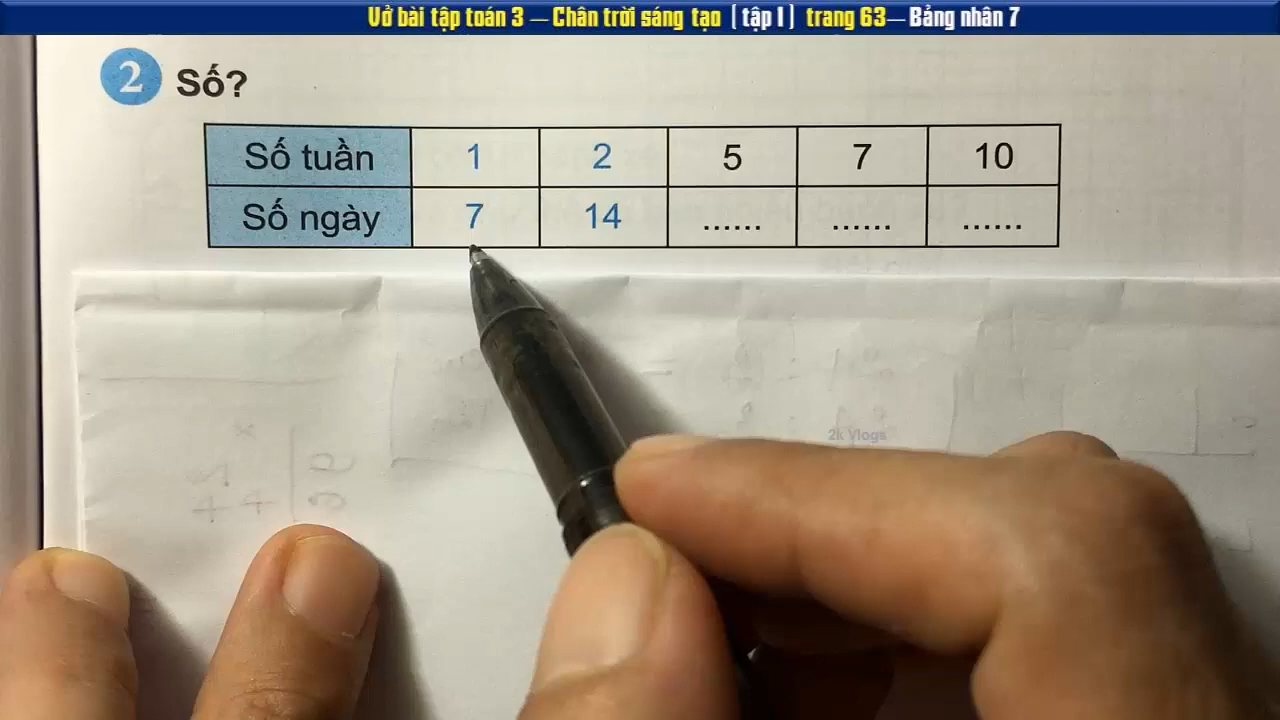 Vở bài tập toán 3 – Chân trời sáng tạo (tập 1) trang 63– Bảng nhân 7
2 Số?
Số tuần 1 2 5 7 10
Số ngày 7 14 ...... ...... ......
2k Vlogs